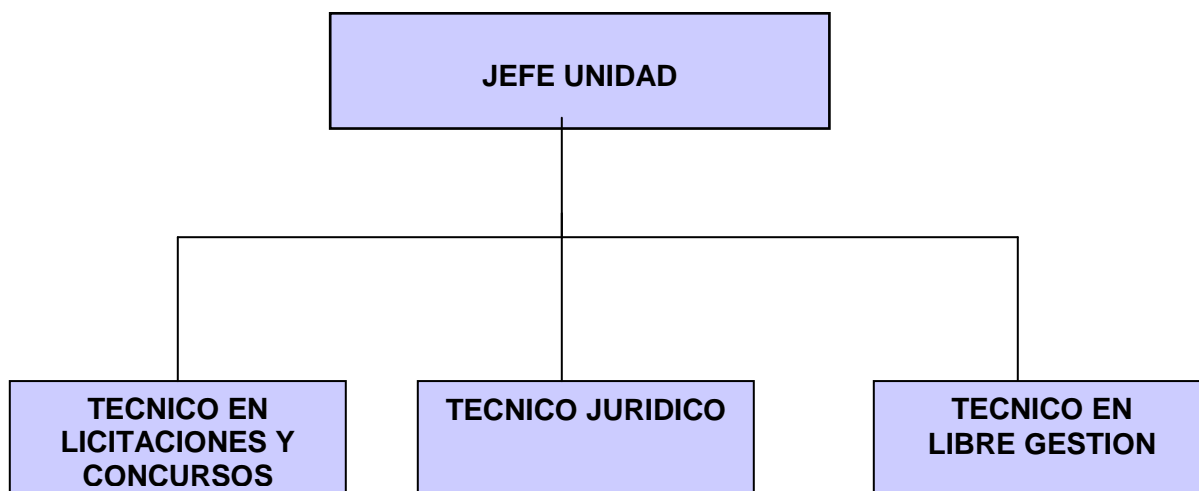 JEFE UNIDAD
TECNICO EN
LICITACIONES Y
CONCURSOS
TECNICO JURIDICO
TECNICO EN
LIBRE GESTION